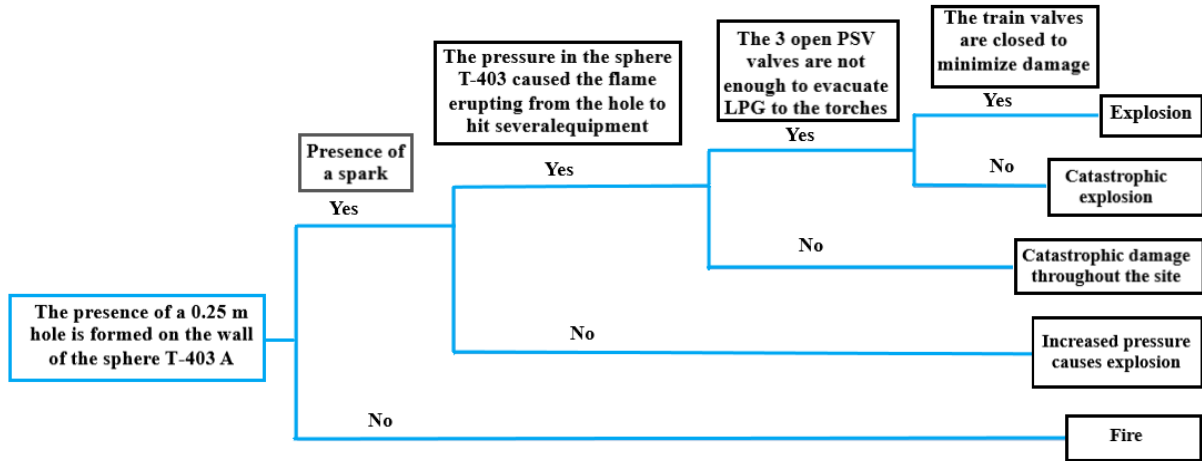 The train valves
are closed to
minimize damage
The 3 open PSV
valves are not
enough to evacuate
LPG to the torches
The pressure in the sphere
T-403 caused the flame
erupting from the hole to
hit severalequipment
Presence of
a spark
Yes
Explosion
Yes
No
Catastrophic
explosion
Yes
Yes
No
Catastrophic damage
throughout the site
The presence of a 0.25 m
hole is formed on the wall
of the sphere T-403 A
No
Increased pressure
causes explosion
No
Fire